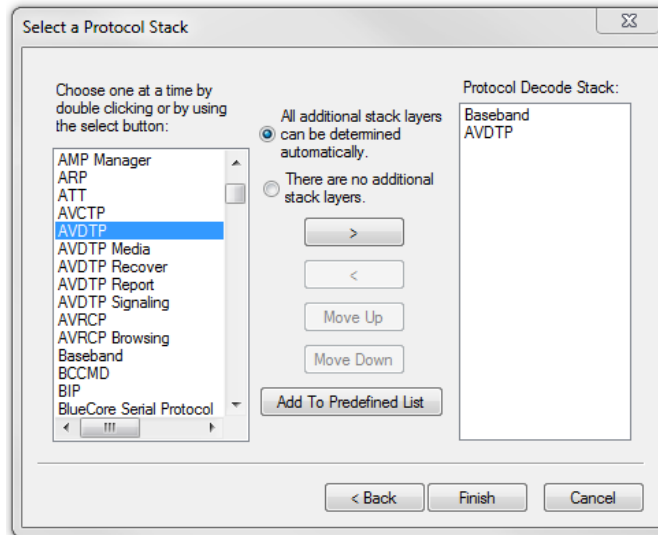 Select a Protocol Stack
Choose one at a time by
double clicking or by using
the select button:
AMP Manager
ARP
ATT
AVCTP
AVDTP
AVDTP Media
AVDTP Recover
AVDTP Report
AVDTP Signaling
AVRCP
AVRCP Browsing
Baseband
BCCMD
BIP
BlueCore Serial Protocol
All additional stack layers
can be determined
automatically.
There are no additional
stack layers.
>
<
Move Up
Move Down
Add To Predefined List
Protocol Decode Stack:
Baseband
AVDTP
< Back
Finish
Cancel